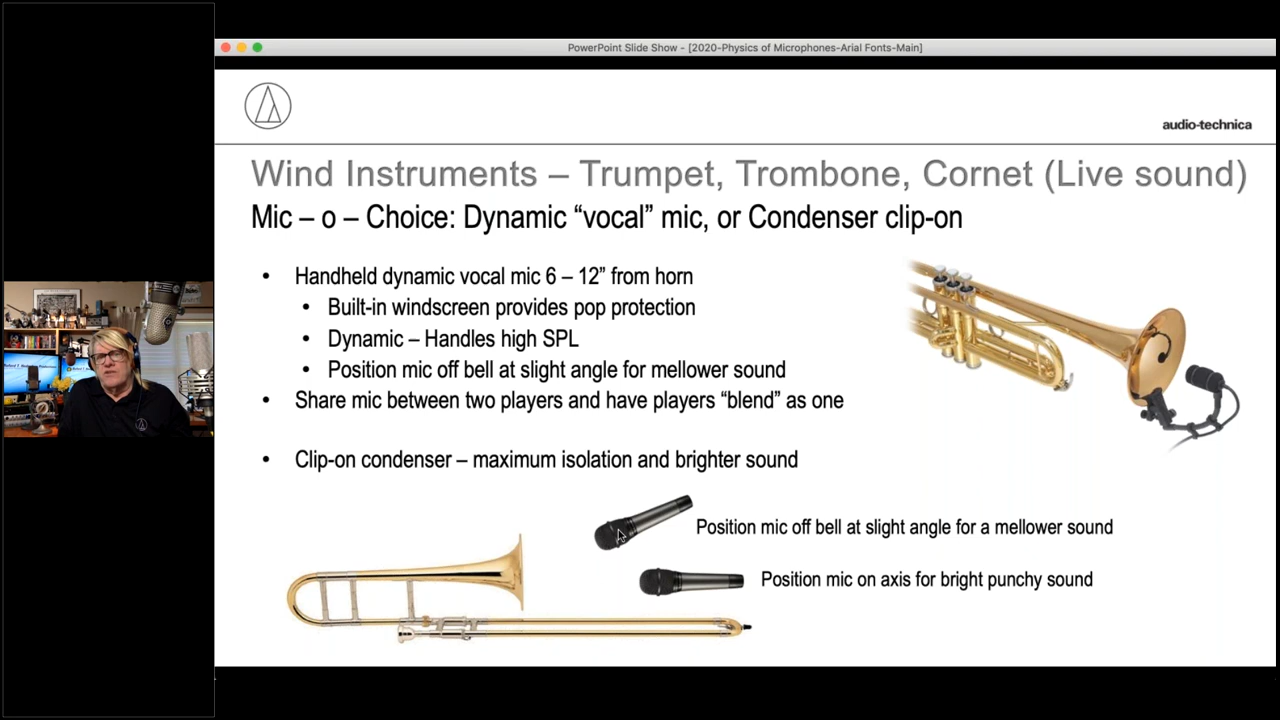 PowerPoint Slide Show - [2020-Physics of Microphones-Arial Fonts-Main]
audio-technica
Wind Instruments – Trumpet, Trombone, Cornet (Live sound)
Mic – o – Choice: Dynamic “vocal” mic, or Condenser clip-on
• Handheld dynamic vocal mic 6 – 12” from horn
• Built-in windscreen provides pop protection
• Dynamic – Handles high SPL
• Position mic off bell at slight angle for mellower sound
• Share mic between two players and have players “blend” as one
• Clip-on condenser – maximum isolation and brighter sound
Position mic off bell at slight angle for a mellower sound
Position mic on axis for bright punchy sound